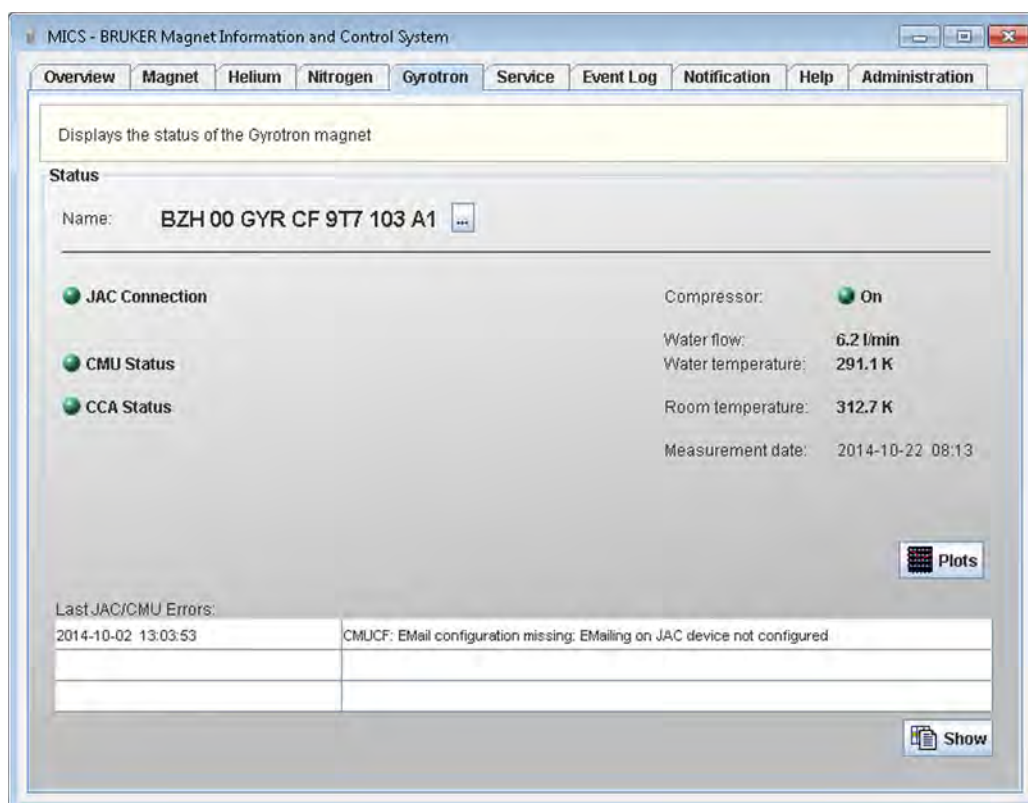 MICS - BRUKER Magnet Information and Control System
Overview Magnet Helium Nitrogen Gyrotron Service Event Log Notification Help Administration
Displays the status of the Gyrotron magnet
Status
Name: BZH 00 GYR CF 9T7 103 A1 ...
JAC Connection Compressor: On
Water flow: 6.2 l/min
CMU Status Water temperature: 291.1 K
CCA Status Room temperature: 312.7 K
Measurement date: 2014-10-22 08:13
Plots
Last JAC/CMU Errors:
2014-10-02 13:03:53 CMUCF: EMail configuration missing: EMailing on JAC device not configured
Show